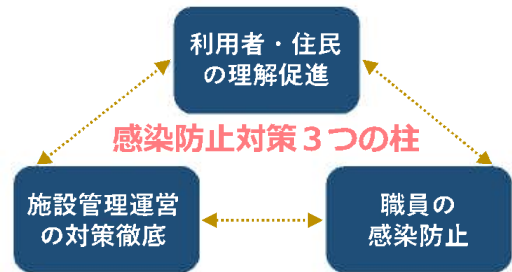 利用者・住民
の理解促進
感染防止対策３つの柱
施設管理運営
の対策徹底
職員の
感染防止